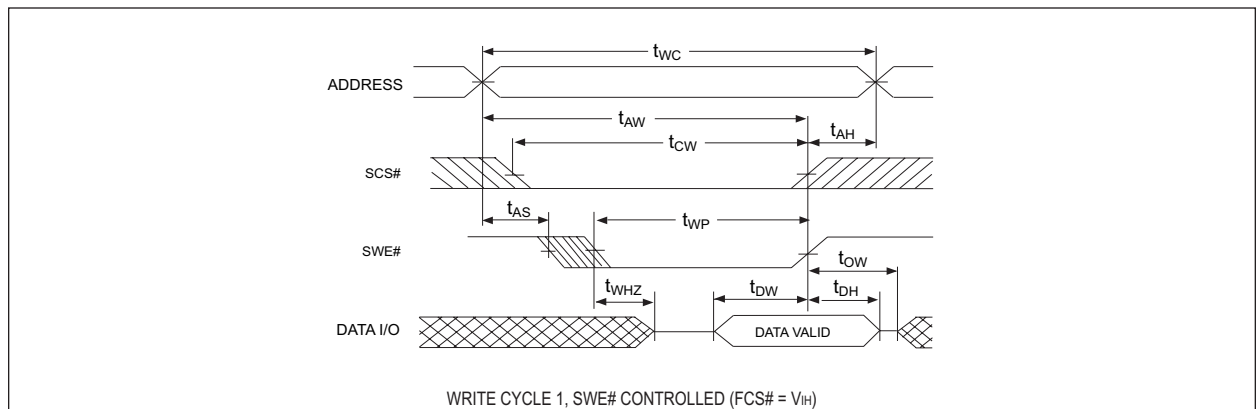 tWC
ADDRESS
tAW
tAH
tCW
SCS#
tAS
tWP
SWE#
tOW
tWHZ
tDW
tDH
DATA I/O
DATA VALID
WRITE CYCLE 1, SWE# CONTROLLED (FCS# = VIH)